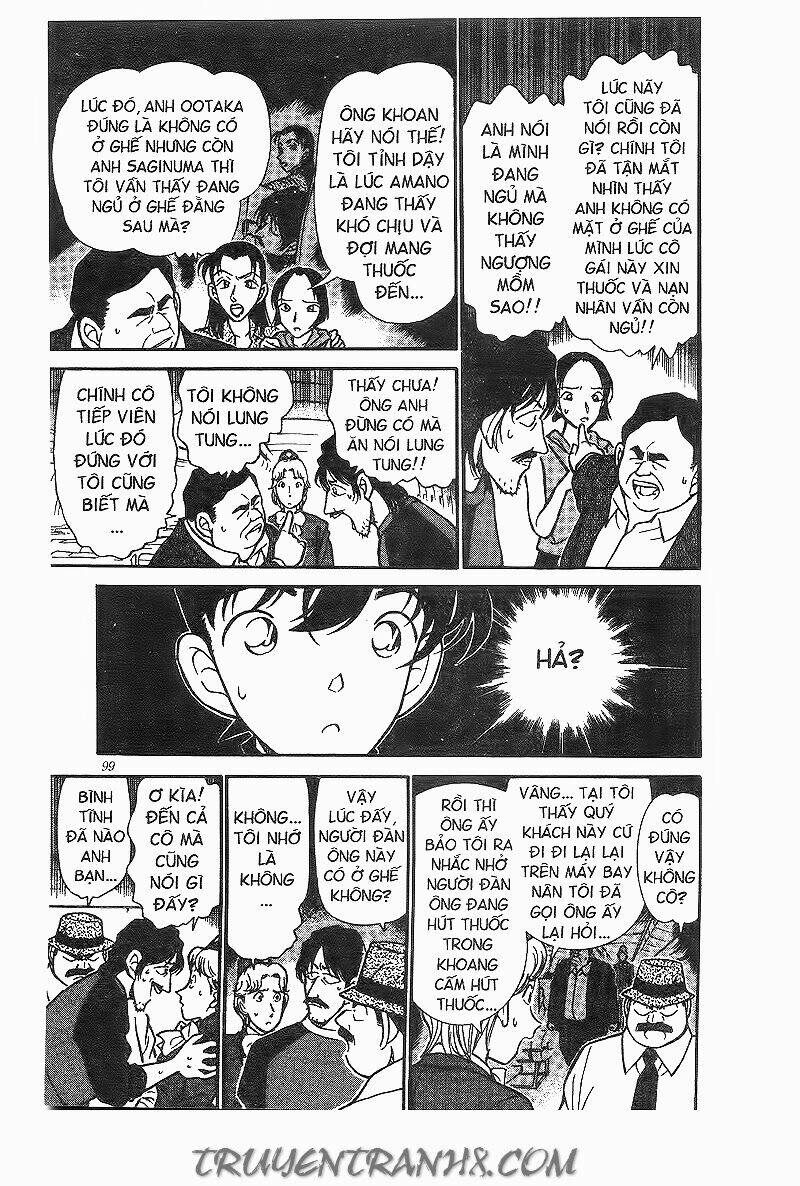 LÚC NÃY
TÔI CŨNG ĐÃ
NÓI RỒI CÒN
GÌ? CHÍNH TÔI
ĐÃ TẬN MẮT
NHÌN THẤY
ANH KHÔNG CÓ
MẶT Ở GHẾ CỦA
MÌNH LÚC CÔ
GÁI NÀY XIN
THUỐC VÀ NẠN
NHÂN VẪN CÒN
NGỦ!!
ANH NÓI
LÀ MÌNH
ĐANG
NGỦ MÀ
KHÔNG
THẤY
NGƯỢNG
MỒM
SAO!!
ÔNG KHOAN
HÃY NÓI THẾ!
TÔI TỈNH DẬY
LÀ LÚC AMANO
ĐANG THẤY
KHÓ CHỊU VÀ
ĐỢI MANG
THUỐC
ĐẾN...
LÚC ĐÓ, ANH OOTAKA
ĐÚNG LÀ KHÔNG CÓ
Ở GHẾ NHƯNG CÒN
ANH SAGINUMA THÌ
TÔI VẪN THẤY ĐANG
NGỦ Ở GHẾ ĐẰNG
SAU MÀ?
THẤY CHƯA!
ÔNG ANH
ĐỪNG CÓ MÀ
ĂN NÓI LUNG
TUNG!!
TÔI KHÔNG
NÓI LUNG
TUNG...
CHÍNH CÔ
TIẾP VIÊN
LÚC ĐÓ
ĐỨNG VỚI
TÔI CŨNG
BIẾT MÀ
...
HẢ?
99
CÓ
ĐÚNG
VẬY
KHÔNG
CÔ?
VÂNG... TẠI TÔI
THẤY QUÝ
KHÁCH NÀY CỨ
ĐI ĐI LẠI LẠI
TRÊN MÁY BAY
NÂN TÔI ĐÃ
GỌI ÔNG ẤY
LẠI HỎI...
RỒI THÌ
ÔNG ẤY
BẢO TÔI RA
NHẮC NHỞ
NGƯỜI ĐÀN
ÔNG ĐANG
HÚT THUỐC
TRONG
KHOANG
CẤM HÚT
THUỐC...
VẬY
LÚC ĐẤY,
NGƯỜI ĐÀN
ÔNG NÀY
CÓ Ở GHẾ
KHÔNG?
KHÔNG...
TÔI NHỚ
LÀ
KHÔNG
...
Ơ KÌA!
ĐẾN CẢ
CÔ MÀ
CŨNG
NÓI GÌ
ĐẤY?
BÌNH
TĨNH
ĐÃ NÀO
ANH
BẠN...
TRUYENTRANH8.COM